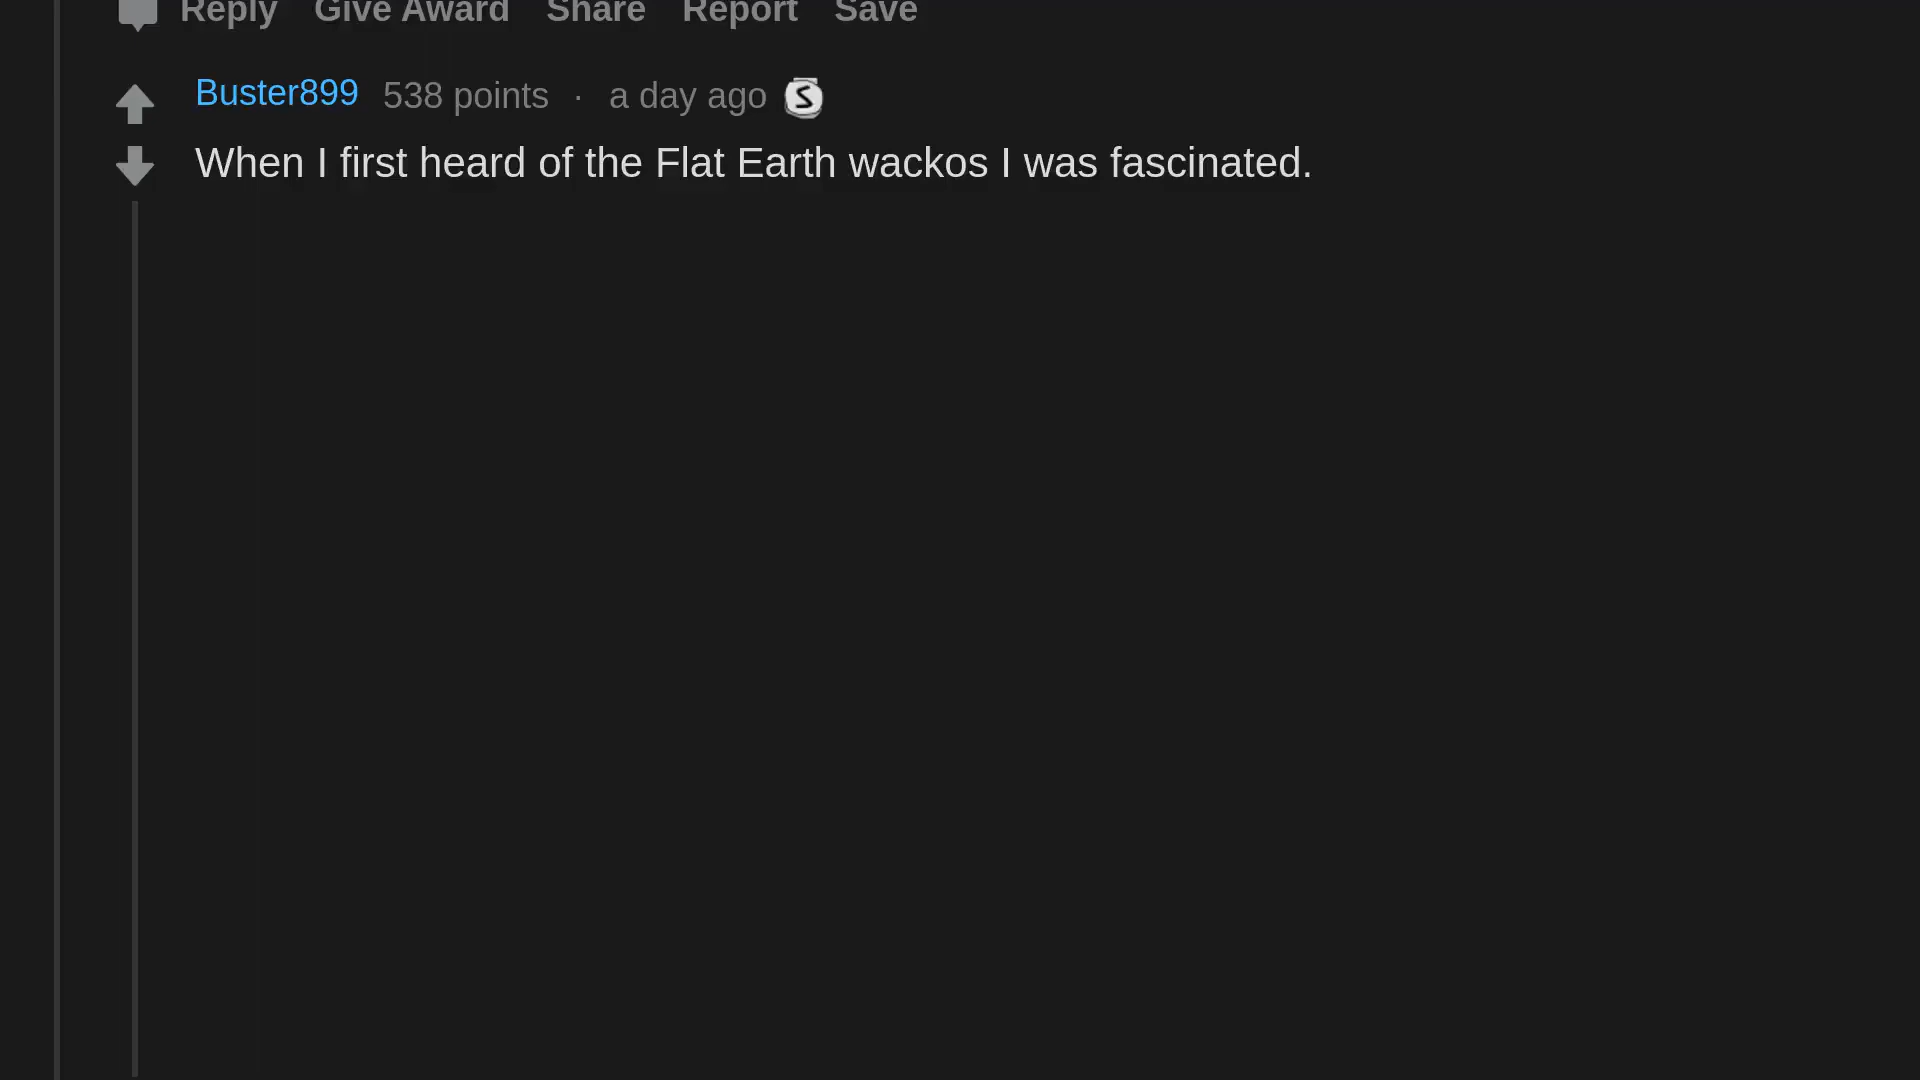 Reply Give Award Share Report Save
Buster899 538 points · a day ago S
When I first heard of the Flat Earth wackos I was fascinated.